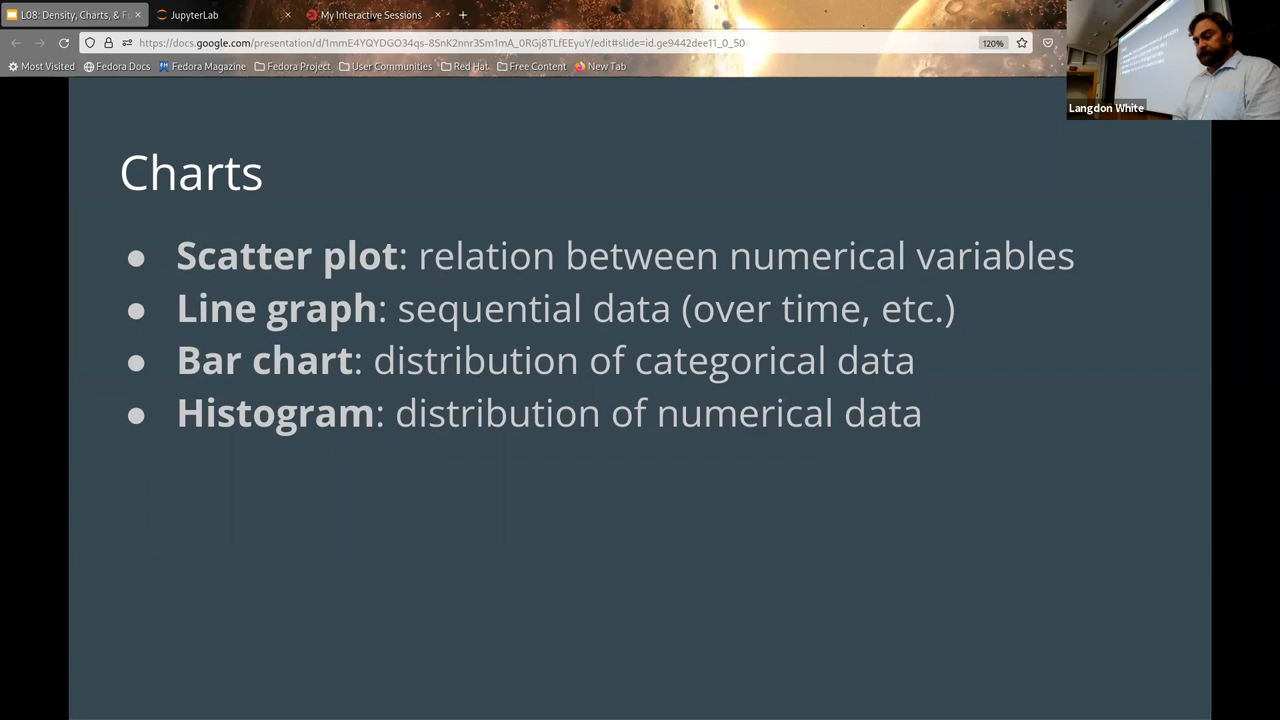 L08: Density, Charts, & Fu
JupyterLab
My Interactive Sessions
https://docs.google.com/presentation/d/1mmE4YQYDGO34qs-8SnK2nnr3Sm1mA_0RGj8TLfEEyuY/edit#slide=id.ge9442dee11_0_50
120%
Most Visited
Fedora Docs
Fedora Magazine
Fedora Project
User Communities
Red Hat
Free Content
New Tab
Langdon White
Charts
● Scatter plot: relation between numerical variables
● Line graph: sequential data (over time, etc.)
● Bar chart: distribution of categorical data
● Histogram: distribution of numerical data